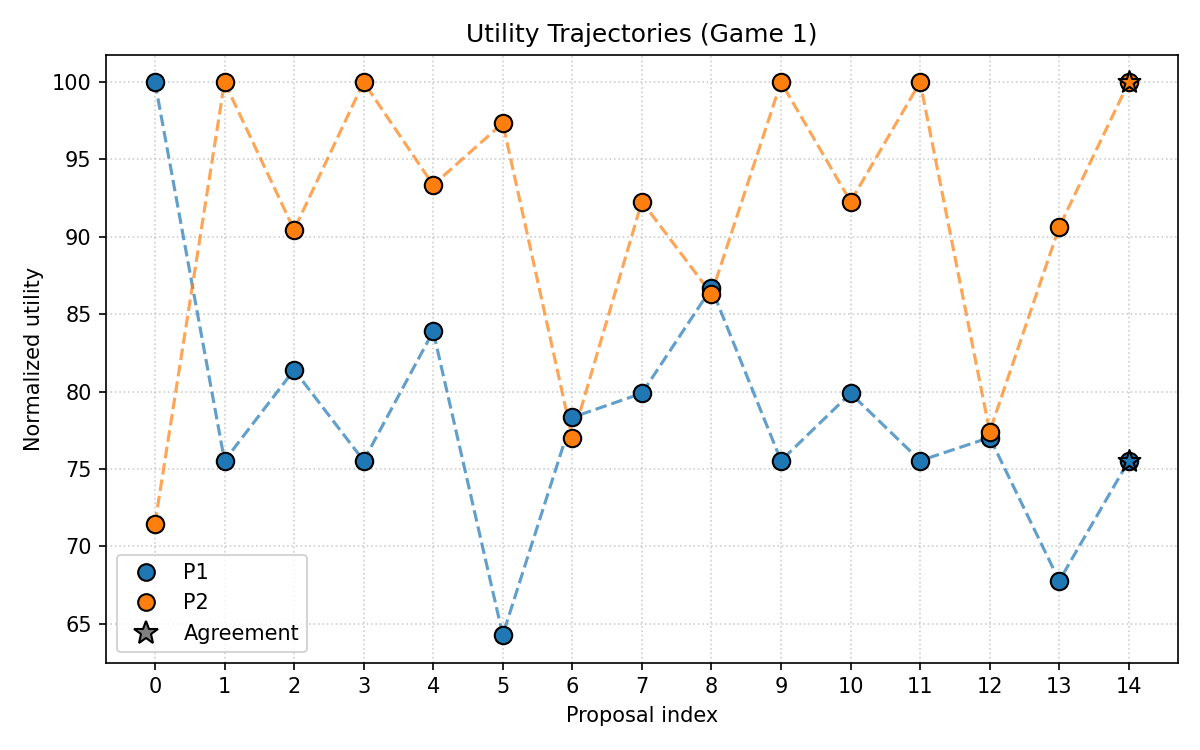 Utility Trajectories (Game 1)
Normalized utility
100
95
90
85
80
75
70
65
P1
P2
Agreement
0 1 2 3 4 5 6 7 8 9 10 11 12 13 14
Proposal index